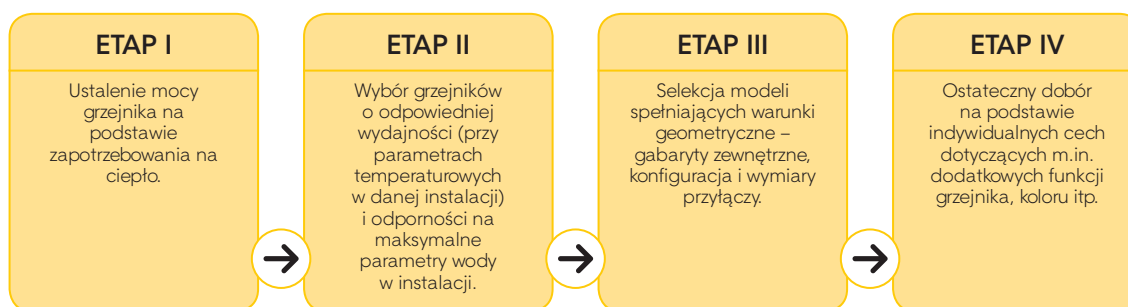 ETAP I
Ustalenie mocy
grzejnika na
podstawie
zapotrzebowania na
ciepło.
ETAP II
Wybór grzejników
o odpowiedniej
wydajności (przy
parametrach
temperaturowych
w danej instalacji)
i odporności na
maksymalne
parametry wody
w instalacji.
ETAP III
Selekcja modeli
spełniających warunki
geometryczne –
gabaryty zewnętrzne,
konfiguracja i wymiary
przyłączy.
ETAP IV
Ostateczny dobór
na podstawie
indywidualnych cech
dotyczących m.in.
dodatkowych funkcji
grzejnika, koloru itp.